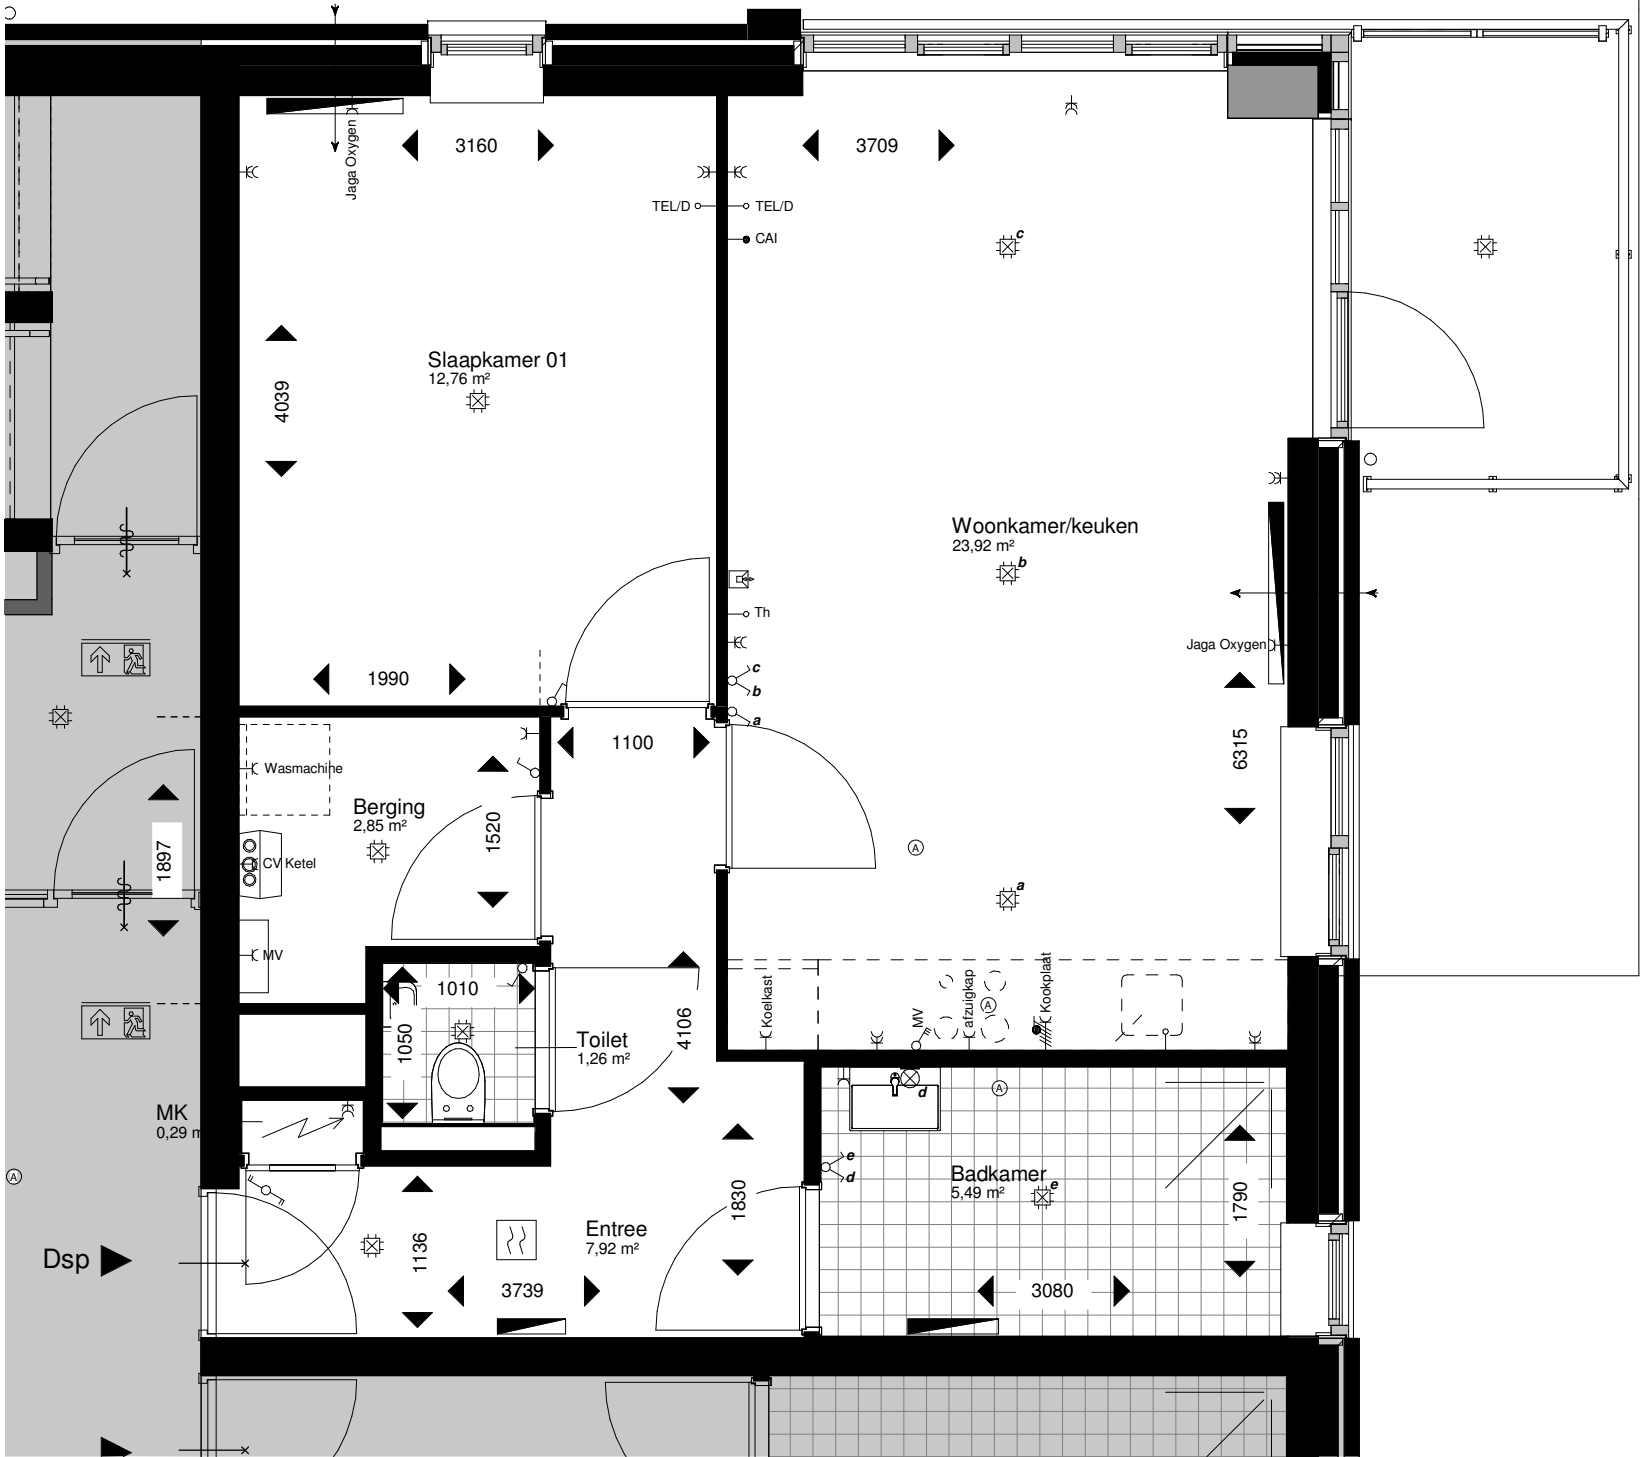 3160
3709
Jaga Oxygen
TEL/D
TEL/D
CAI
c
Slaapkamer 01
12,76 m²
4039
Woonkamer/keuken
23,92 m²
b
Th
Jaga Oxygen
c
b
a
1990
1100
6315
Wasmachine
Berging
2,85 m²
1520
1897
CV Ketel
A
a
MV
1010
1050
Toilet
1,26 m²
4106
Koelkast
MV
afzuigkap
A
Kookplaat
MK
0,29 m
d
A
A
e
d
Badkamer
5,49 m²
e
1790
1830
Entree
7,92 m²
1136
3739
3080
Dsp